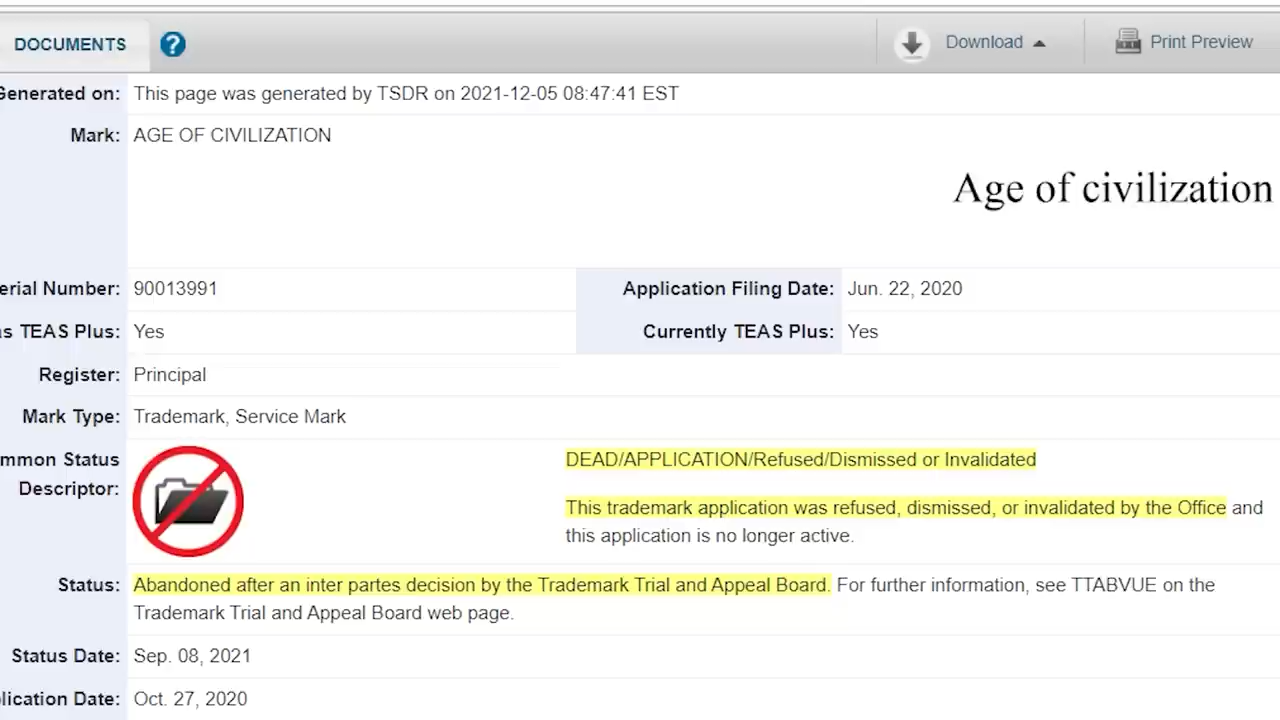 DOCUMENTS ? Download Print Preview
Generated on: This page was generated by TSDR on 2021-12-05 08:47:41 EST
Mark: AGE OF CIVILIZATION
Age of civilization
erial Number: 90013991 Application Filing Date: Jun. 22, 2020
as TEAS Plus: Yes Currently TEAS Plus: Yes
Register: Principal
Mark Type: Trademark, Service Mark
mmon Status
Descriptor:
DEAD/APPLICATION/Refused/Dismissed or Invalidated
This trademark application was refused, dismissed, or invalidated by the Office and
this application is no longer active.
Status: Abandoned after an inter partes decision by the Trademark Trial and Appeal Board. For further information, see TTABVUE on the
Trademark Trial and Appeal Board web page.
Status Date: Sep. 08, 2021
lication Date: Oct. 27, 2020